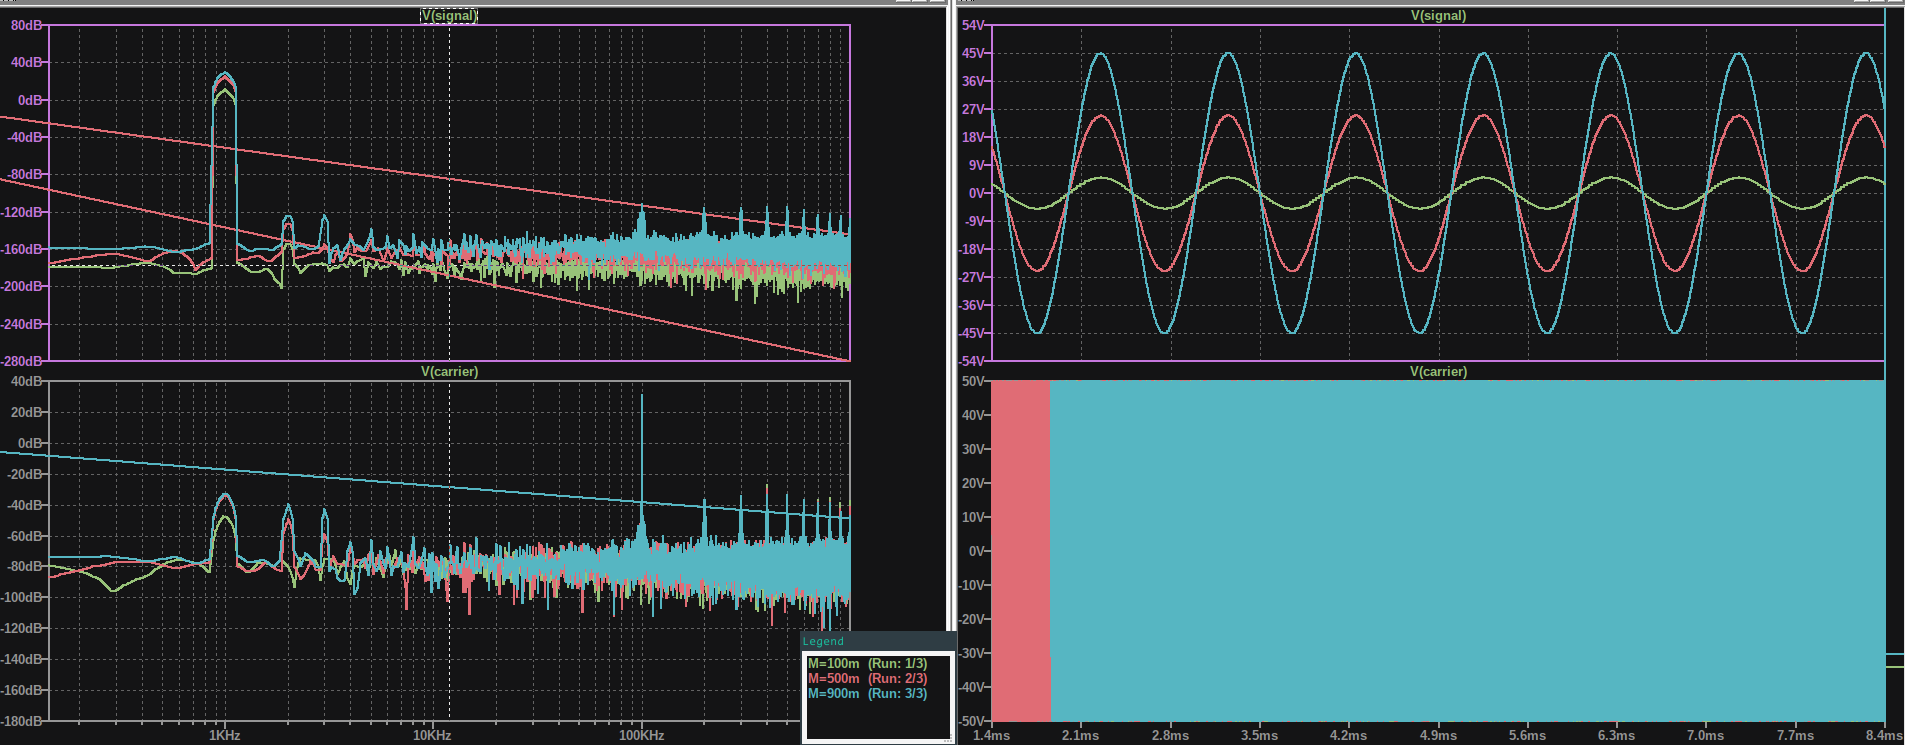 V(signal)
80dB
40dB
0dB
-40dB
-80dB
-120dB
-160dB
-200dB
-240dB
-280dB
V(carrier)
40dB
20dB
0dB
-20dB
-40dB
-60dB
-80dB
-100dB
-120dB
-140dB
-160dB
-180dB
1KHz 10KHz 100KHz
Legend
M=100m (Run: 1/3)
M=500m (Run: 2/3)
M=900m (Run: 3/3)
V(signal)
54V
45V
36V
27V
18V
9V
0V
-9V
-18V
-27V
-36V
-45V
-54V
V(carrier)
50V
40V
30V
20V
10V
0V
-10V
-20V
-30V
-40V
-50V
1.4ms 2.1ms 2.8ms 3.5ms 4.2ms 4.9ms 5.6ms 6.3ms 7.0ms 7.7ms 8.4ms